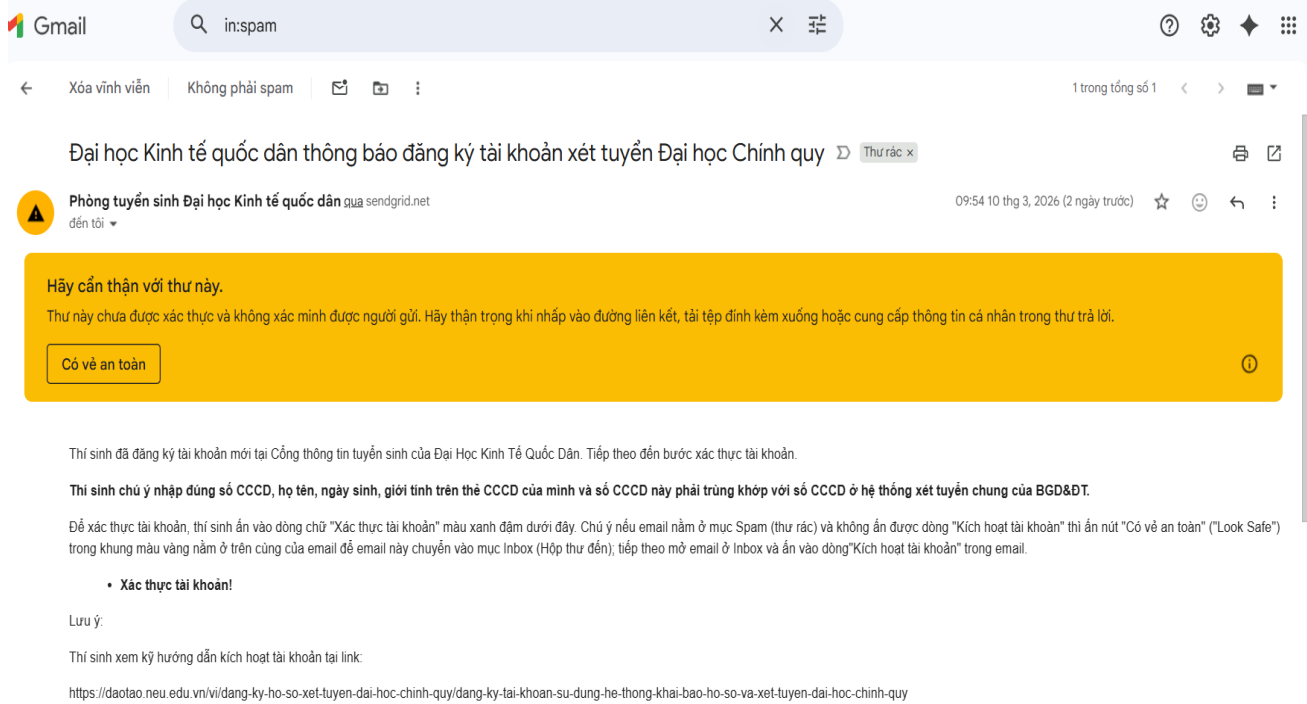 Gmail
in:spam
Xóa vĩnh viễn
Không phải spam
1 trong tổng số 1
Đại học Kinh tế quốc dân thông báo đăng ký tài khoản xét tuyển Đại học Chính quy
Thư rác ×
Phòng tuyển sinh Đại học Kinh tế quốc dân qua sendgrid.net
09:54 10 thg 3, 2026 (2 ngày trước)
đến tôi
Hãy cẩn thận với thư này.
Thư này chưa được xác thực và không xác minh được người gửi. Hãy thận trọng khi nhấp vào đường liên kết, tải tệp đính kèm xuống hoặc cung cấp thông tin cá nhân trong thư trả lời.
Có vẻ an toàn
Thí sinh đã đăng ký tài khoản mới tại Cổng thông tin tuyển sinh của Đại Học Kinh Tế Quốc Dân. Tiếp theo đến bước xác thực tài khoản.
Thí sinh chú ý nhập đúng số CCCD, họ tên, ngày sinh, giới tính trên thẻ CCCD của mình và số CCCD này phải trùng khớp với số CCCD ở hệ thống xét tuyển chung của BGD&ĐT.
Để xác thực tài khoản, thí sinh ấn vào dòng chữ "Xác thực tài khoản" màu xanh đậm dưới đây. Chú ý nếu email nằm ở mục Spam (thư rác) và không ấn được dòng "Kích hoạt tài khoản" thì ấn nút "Có vẻ an toàn" ("Look Safe")
trong khung màu vàng nằm ở trên cùng của email để email này chuyển vào mục Inbox (Hộp thư đến); tiếp theo mở email ở Inbox và ấn vào dòng"Kích hoạt tài khoản" trong email.
• Xác thực tài khoản!
Lưu ý:
Thí sinh xem kỹ hướng dẫn kích hoạt tài khoản tại link:
https://daotao.neu.edu.vn/vi/dang-ky-ho-so-xet-tuyen-dai-hoc-chinh-quy/dang-ky-tai-khoan-su-dung-he-thong-khai-bao-ho-so-va-xet-tuyen-dai-hoc-chinh-quy